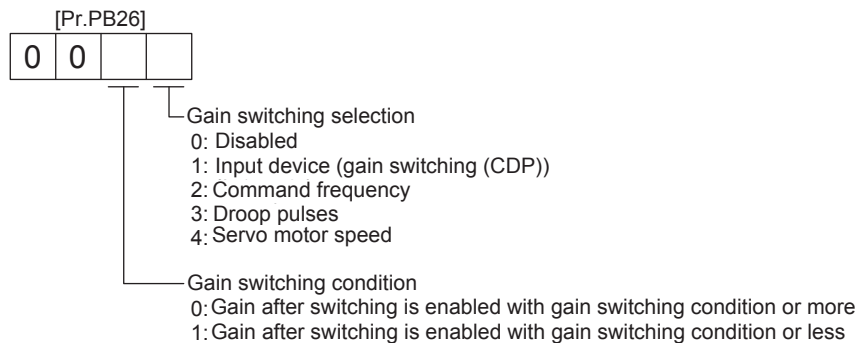 [Pr.PB26]
0 0
Gain switching selection
0: Disabled
1: Input device (gain switching (CDP))
2: Command frequency
3: Droop pulses
4: Servo motor speed
Gain switching condition
0: Gain after switching is enabled with gain switching condition or more
1: Gain after switching is enabled with gain switching condition or less